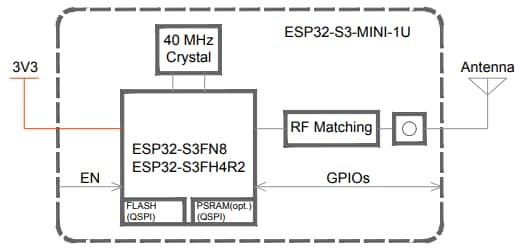 ESP32-S3-MINI-1U
40 MHz
Crystal
3V3
Antenna
RF Matching
ESP32-S3FN8
ESP32-S3FH4R2
EN
GPIOs
FLASH
(QSPI)
PSRAM(opt.)
(QSPI)